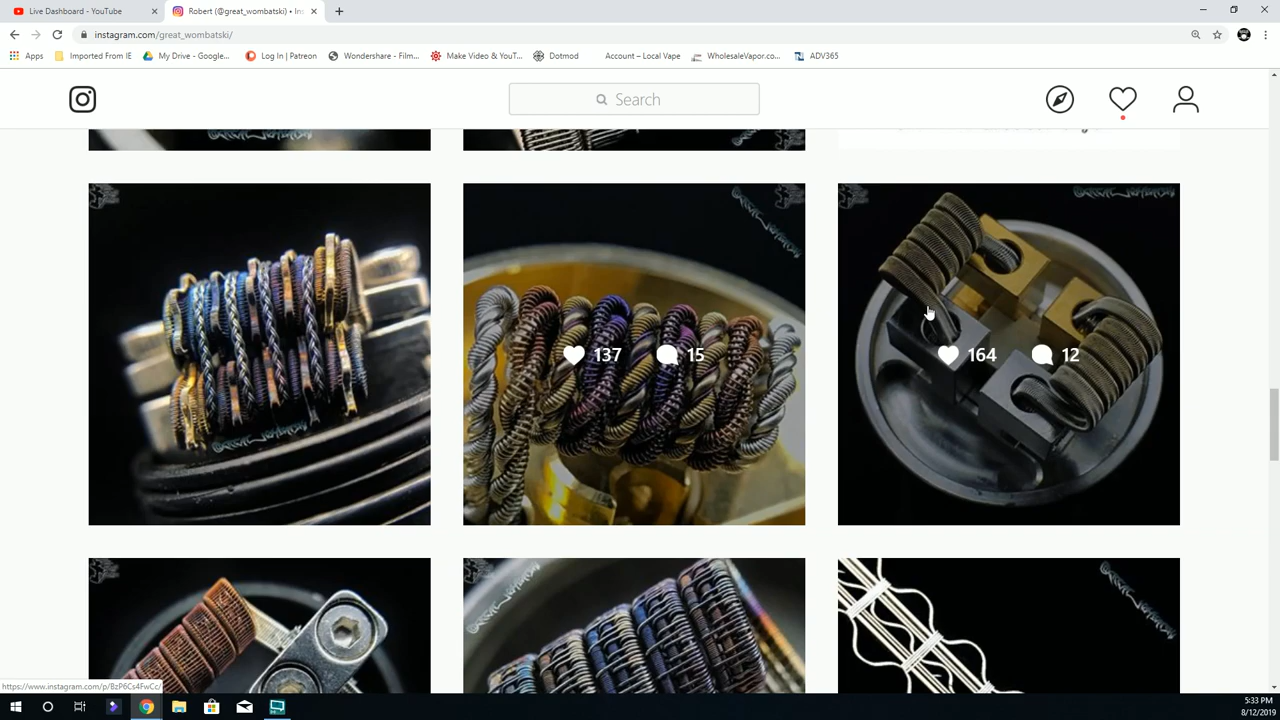 Live Dashboard - YouTube
Robert (@great_wombatski) • Ins
instagram.com/great_wombatski/
Apps
Imported From IE
My Drive - Google...
Log In | Patreon
Wondershare - Film...
Make Video & YouT...
Dotmod
Account – Local Vape
WholesaleVapor.co...
ADV365
Search
137
15
164
12
https://www.instagram.com/p/BzP6Cs4FwCc/
5:33 PM
8/12/2019